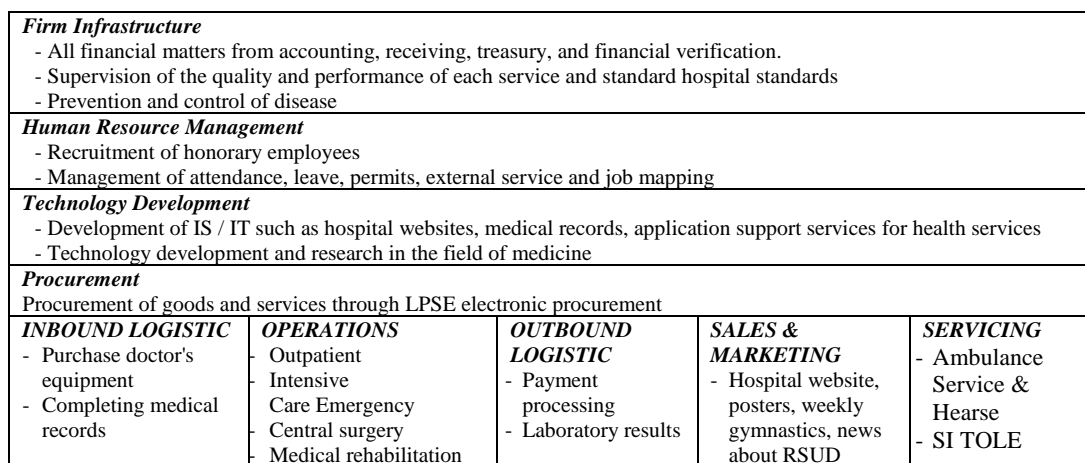 Firm Infrastructure
- All financial matters from accounting, receiving, treasury, and financial verification.
- Supervision of the quality and performance of each service and standard hospital standards
- Prevention and control of disease
Human Resource Management
- Recruitment of honorary employees
- Management of attendance, leave, permits, external service and job mapping
Technology Development
- Development of IS / IT such as hospital websites, medical records, application support services for health services
- Technology development and research in the field of medicine
Procurement
Procurement of goods and services through LPSE electronic procurement
INBOUND LOGISTIC
- Purchase doctor's
equipment
- Completing medical
records
OPERATIONS
- Outpatient
- Intensive
Care Emergency
- Central surgery
- Medical rehabilitation
OUTBOUND
LOGISTIC
- Payment
processing
- Laboratory results
SALES &
MARKETING
- Hospital website,
posters, weekly
gymnastics, news
about RSUD
SERVICING
- Ambulance
Service &
Hearse
- SI TOLE